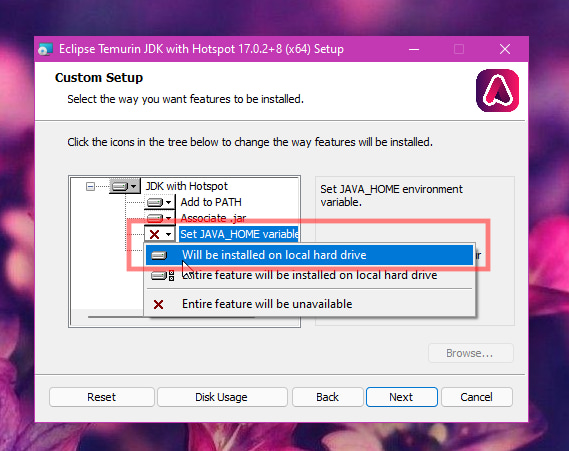 Eclipse Temurin JDK with Hotspot 17.0.2+8 (x64) Setup
Custom Setup
Select the way you want features to be installed.
Click the icons in the tree below to change the way features will be installed.
JDK with Hotspot
Add to PATH
Associate .jar
Set JAVA_HOME variable
Will be installed on local hard drive
Entire feature will be installed on local hard drive
Entire feature will be unavailable
Set JAVA_HOME environment
variable.
Browse...
Reset
Disk Usage
Back
Next
Cancel